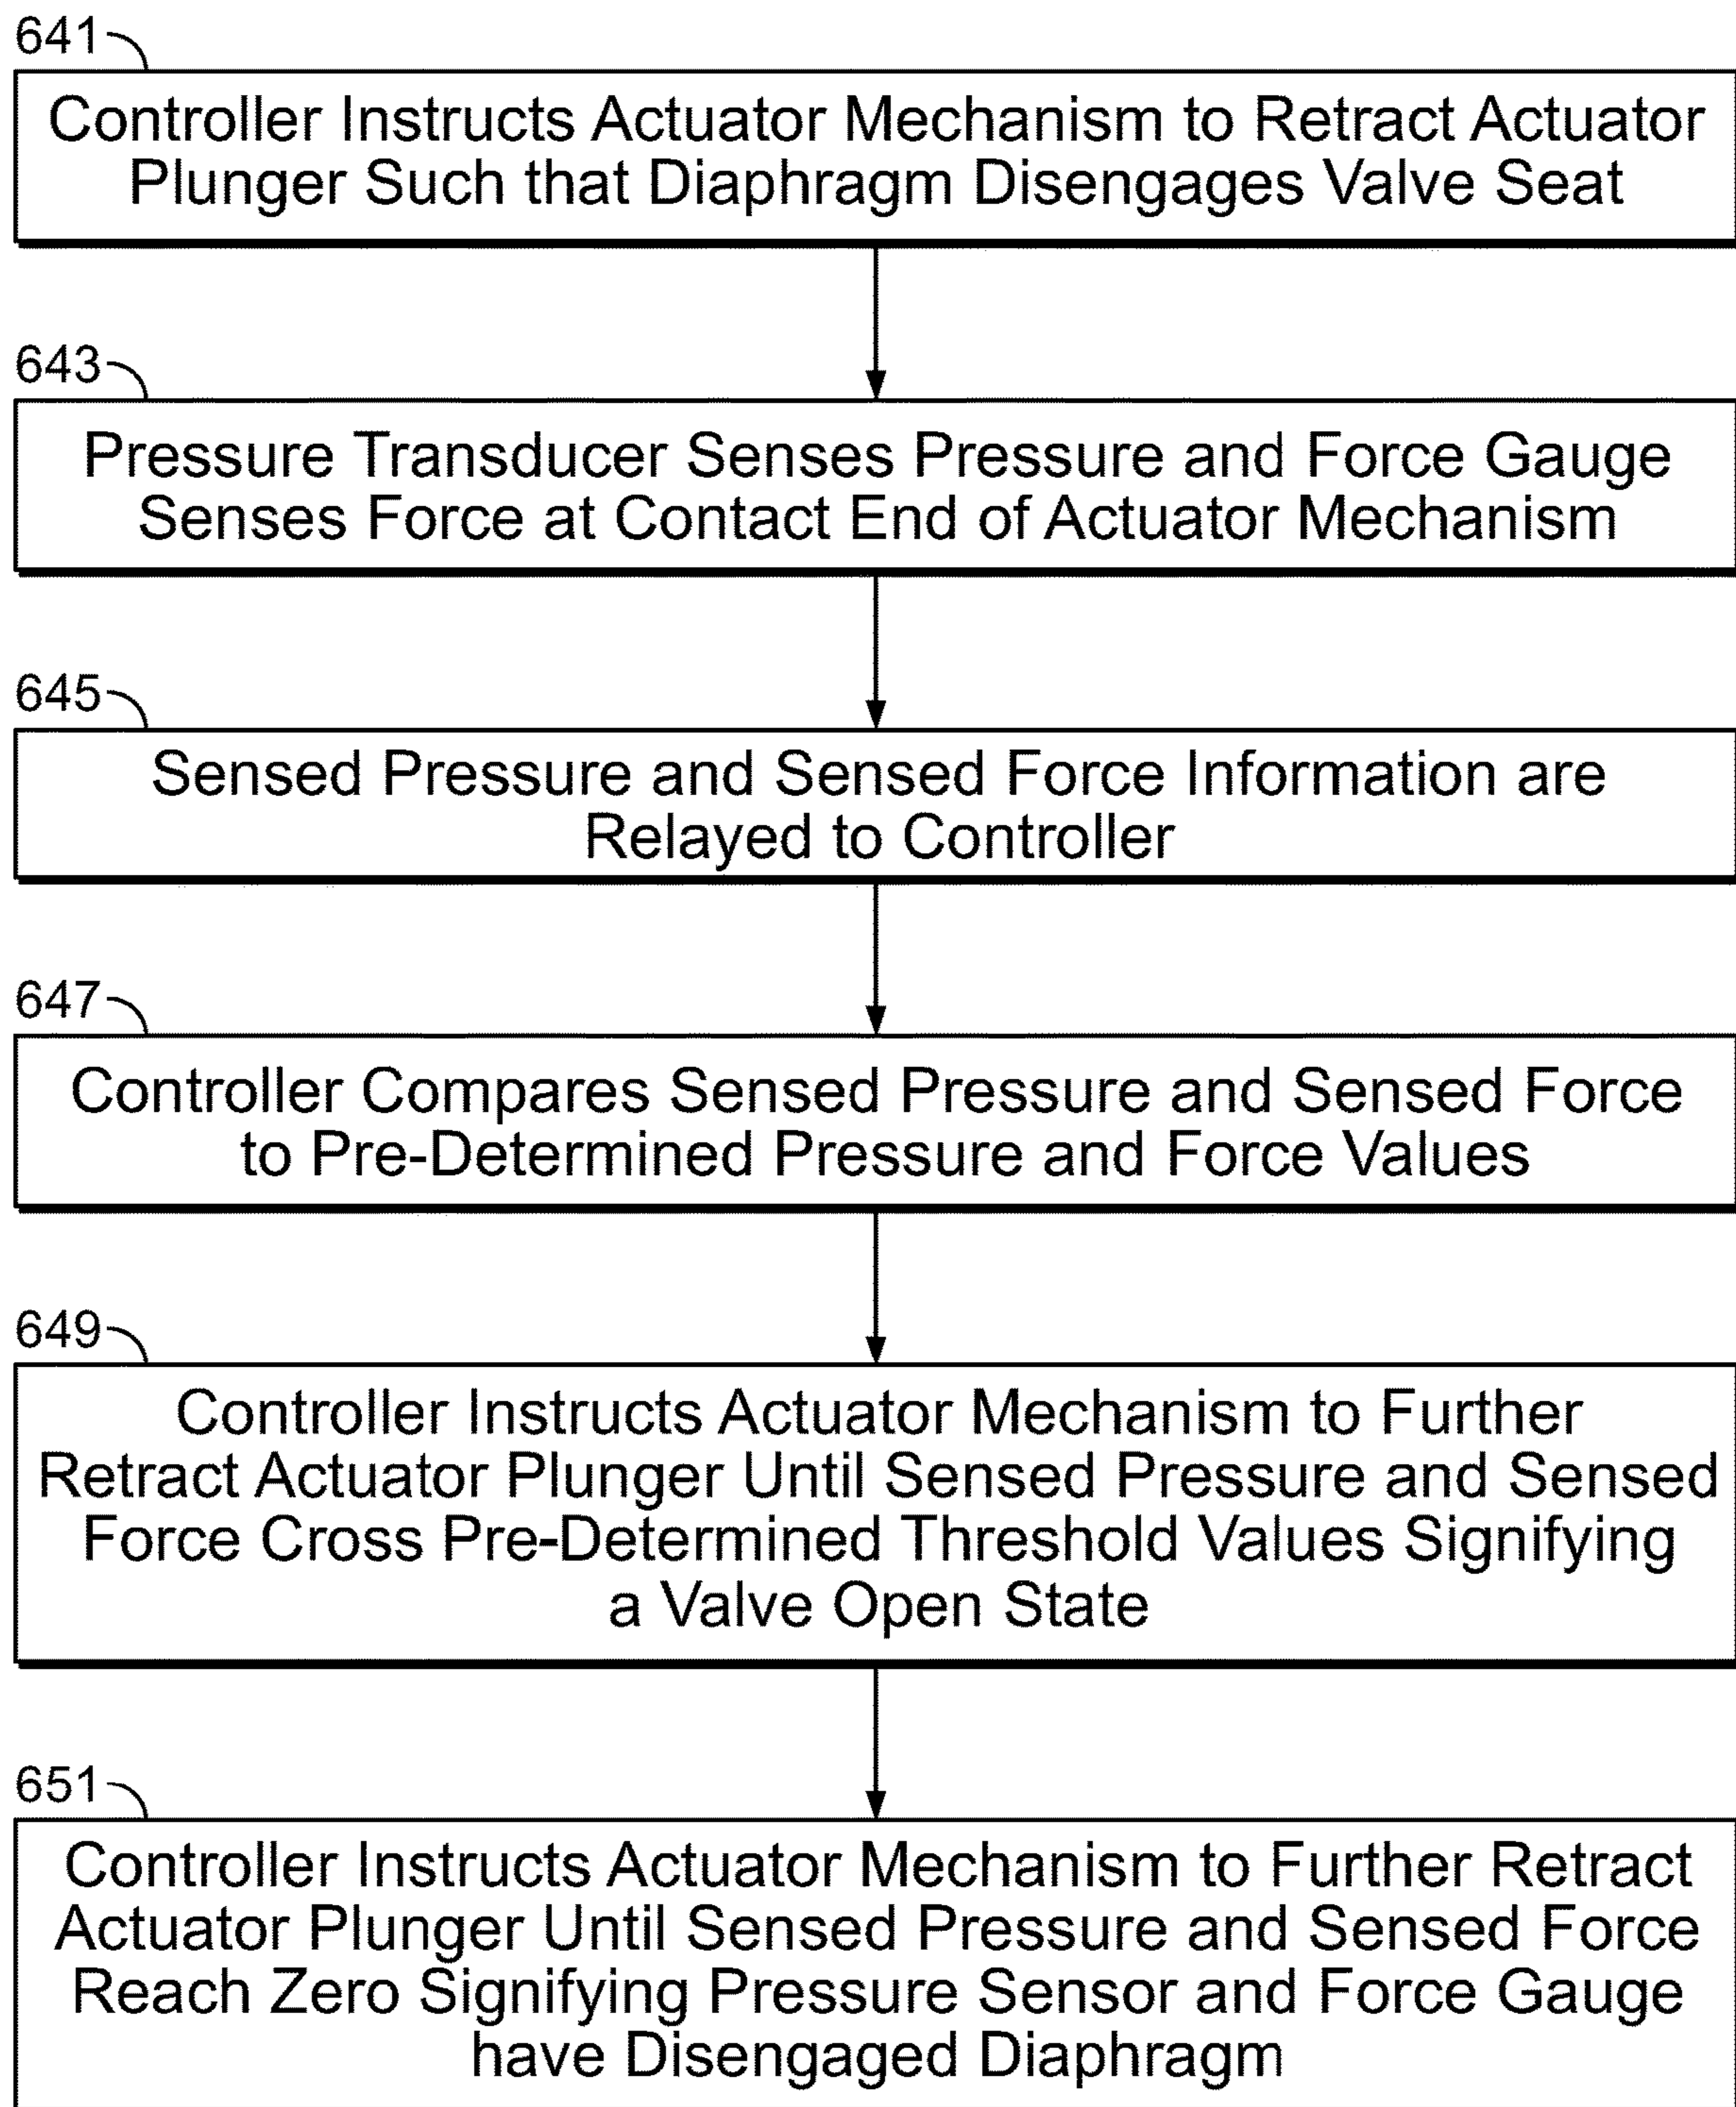 641
Controller Instructs Actuator Mechanism to Retract Actuator
Plunger Such that Diaphragm Disengages Valve Seat
643
Pressure Transducer Senses Pressure and Force Gauge
Senses Force at Contact End of Actuator Mechanism
645
Sensed Pressure and Sensed Force Information are
Relayed to Controller
647
Controller Compares Sensed Pressure and Sensed Force
to Pre-Determined Pressure and Force Values
649
Controller Instructs Actuator Mechanism to Further
Retract Actuator Plunger Until Sensed Pressure and Sensed
Force Cross Pre-Determined Threshold Values Signifying
a Valve Open State
651
Controller Instructs Actuator Mechanism to Further Retract
Actuator Plunger Until Sensed Pressure and Sensed Force
Reach Zero Signifying Pressure Sensor and Force Gauge
have Disengaged Diaphragm